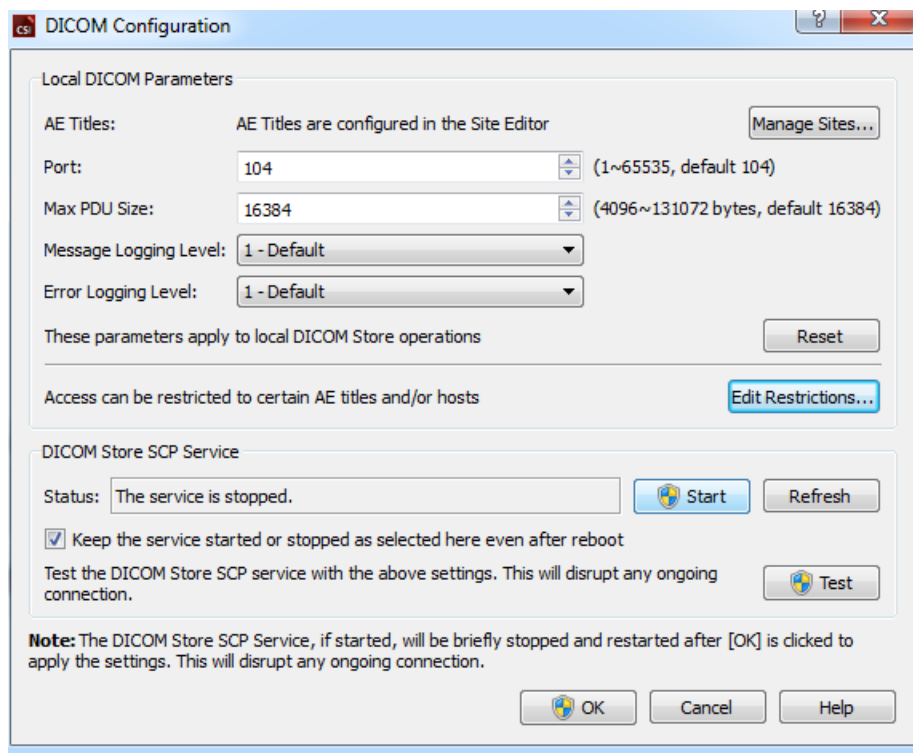 CSI DICOM Configuration
Local DICOM Parameters
AE Titles: AE Titles are configured in the Site Editor Manage Sites...
Port: 104 (1~65535, default 104)
Max PDU Size: 16384 (4096~131072 bytes, default 16384)
Message Logging Level: 1 - Default
Error Logging Level: 1 - Default
These parameters apply to local DICOM Store operations Reset
Access can be restricted to certain AE titles and/or hosts Edit Restrictions...
DICOM Store SCP Service
Status: The service is stopped. Start Refresh
Keep the service started or stopped as selected here even after reboot
Test the DICOM Store SCP service with the above settings. This will disrupt any ongoing
connection. Test
Note: The DICOM Store SCP Service, if started, will be briefly stopped and restarted after [OK] is clicked to
apply the settings. This will disrupt any ongoing connection.
OK Cancel Help